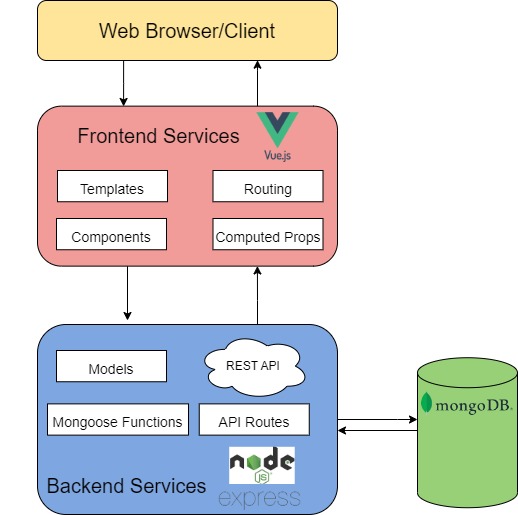 Web Browser/Client
Frontend Services
Vue.js
Templates
Routing
Components
Computed Props
Models
REST API
Mongoose Functions
API Routes
mongoDB.
node
JS
express
Backend Services